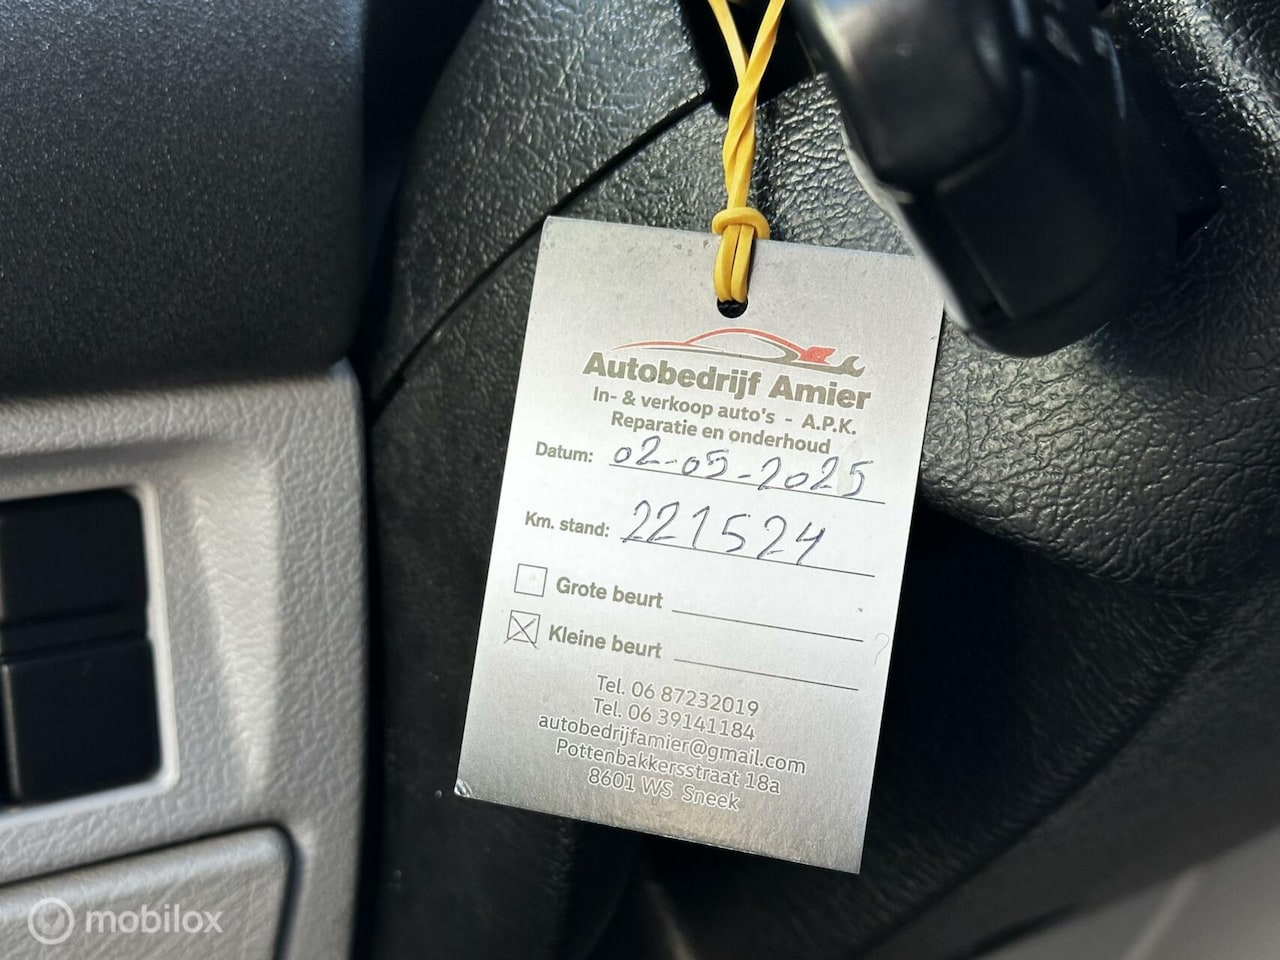 Autobedrijf Amier
In- & verkoop auto's - A.P.K.
Reparatie en onderhoud
Datum: 02-05-2025
Km. stand: 221524
Grote beurt
Kleine beurt
Tel. 06 87232019
Tel. 06 39141184
autobedrijfamier@gmail.com
Pottenbakkersstraat 18a
8601 WS Sneek
mobilox